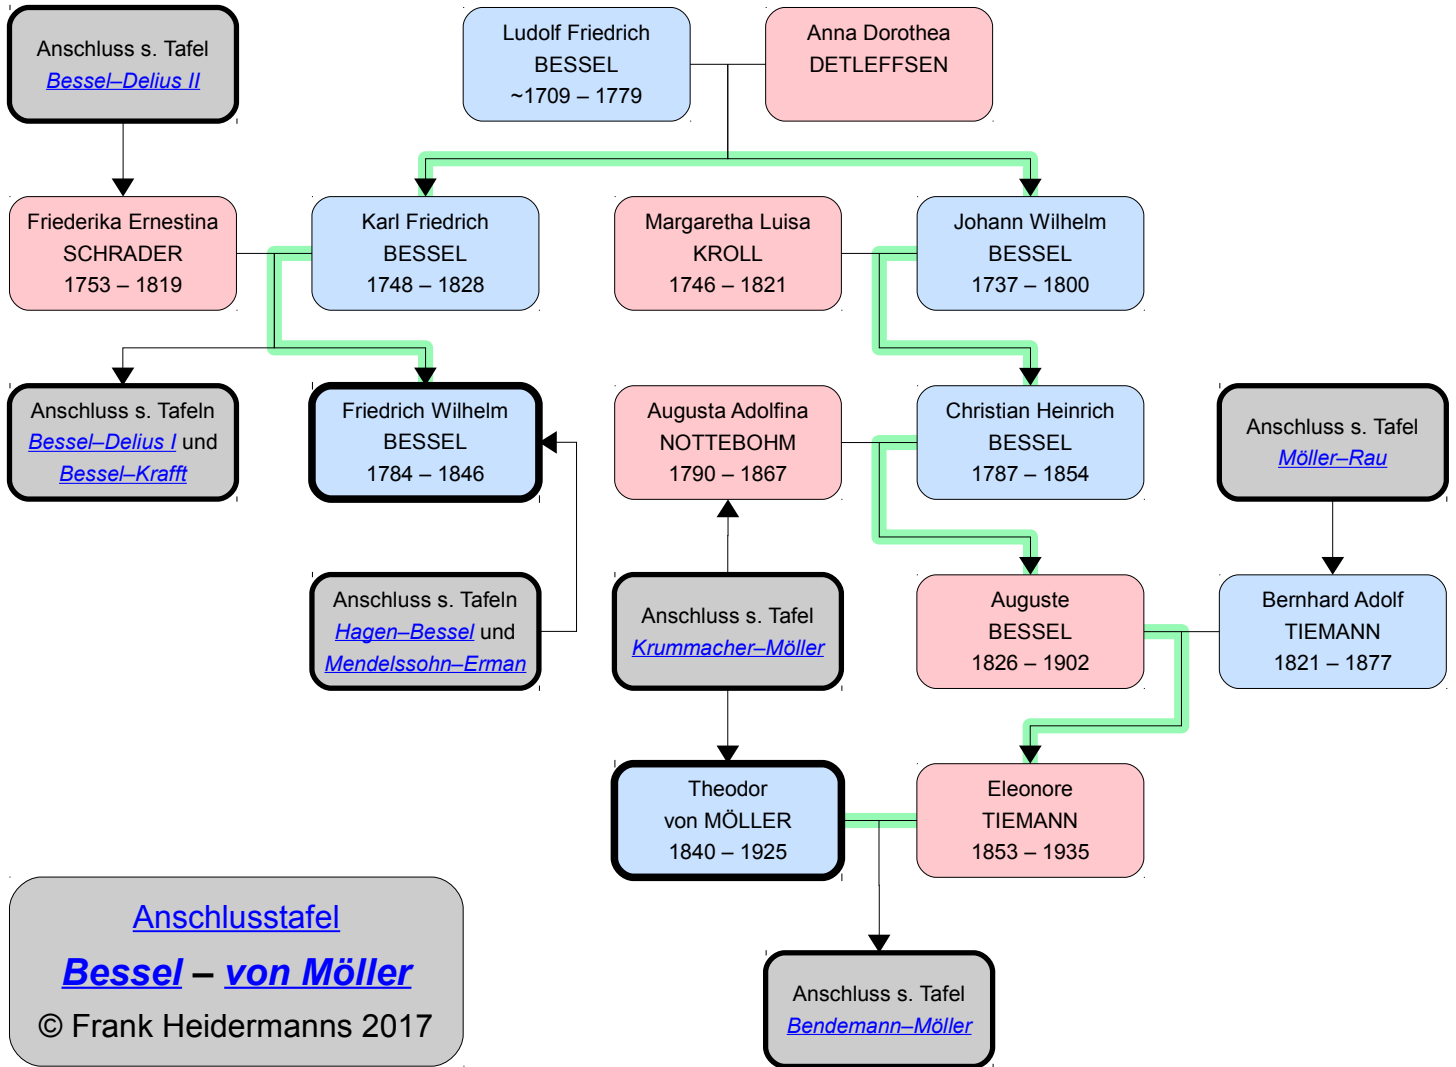 Anschluss s. Tafel
Bessel–Delius II
Ludolf Friedrich
BESSEL
~1709 – 1779
Anna Dorothea
DETLEFFSEN
Friederika Ernestina
SCHRADER
1753 – 1819
Karl Friedrich
BESSEL
1748 – 1828
Margaretha Luisa
KROLL
1746 – 1821
Johann Wilhelm
BESSEL
1737 – 1800
Anschluss s. Tafeln
Bessel–Delius I und
Bessel–Krafft
Friedrich Wilhelm
BESSEL
1784 – 1846
Augusta Adolfina
NOTTEBOHM
1790 – 1867
Christian Heinrich
BESSEL
1787 – 1854
Anschluss s. Tafel
Möller–Rau
Anschluss s. Tafeln
Hagen–Bessel und
Mendelssohn–Erman
Anschluss s. Tafel
Krummacher–Möller
Auguste
BESSEL
1826 – 1902
Bernhard Adolf
TIEMANN
1821 – 1877
Theodor
von MÖLLER
1840 – 1925
Eleonore
TIEMANN
1853 – 1935
Anschlusstafel
Bessel – von Möller
© Frank Heidermanns 2017
Anschluss s. Tafel
Bendemann–Möller